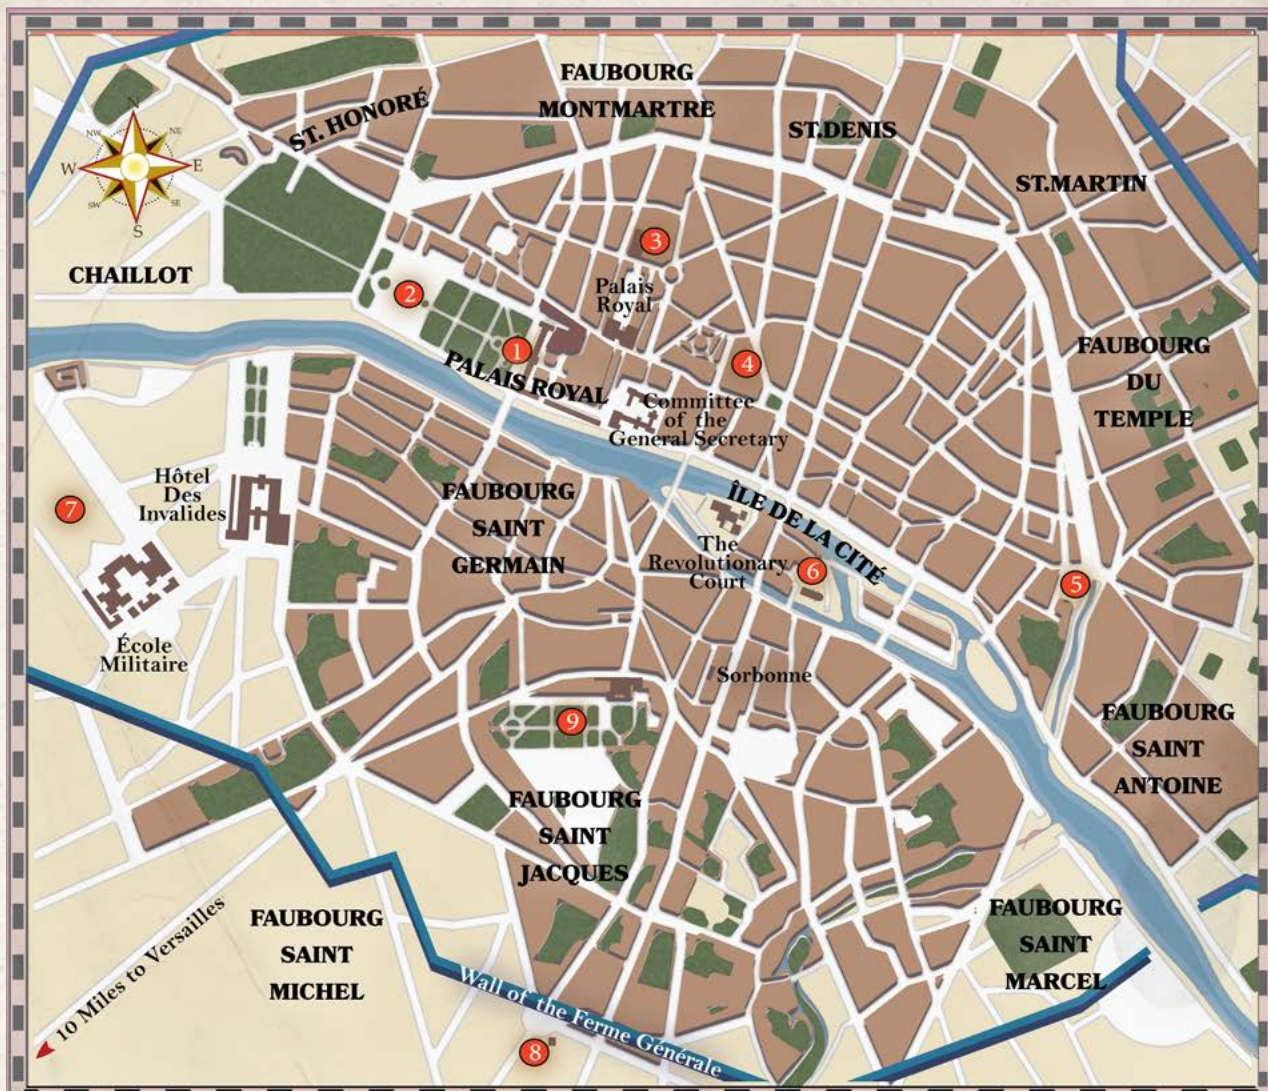 FAUBOURG
MONTMARTRE
ST. HONORÉ
ST.DENIS
N
NW
NE
W
E
SW
SE
S
ST.MARTIN
CHAILLOT
3
2
Palais
Royal
1
PALAIS ROYAL
4
FAUBOURG
DU
TEMPLE
Committee
of the
General Secretary
Hôtel
Des
Invalides
7
FAUBOURG
SAINT
GERMAIN
ÎLE DE LA CITÉ
The
Revolutionary
Court
6
5
École
Militaire
Sorbonne
9
FAUBOURG
SAINT
ANTOINE
FAUBOURG
SAINT
JACQUES
FAUBOURG
SAINT
MICHEL
FAUBOURG
SAINT
MARCEL
10 Miles to Versailles
Wall of the Ferme Générale
8